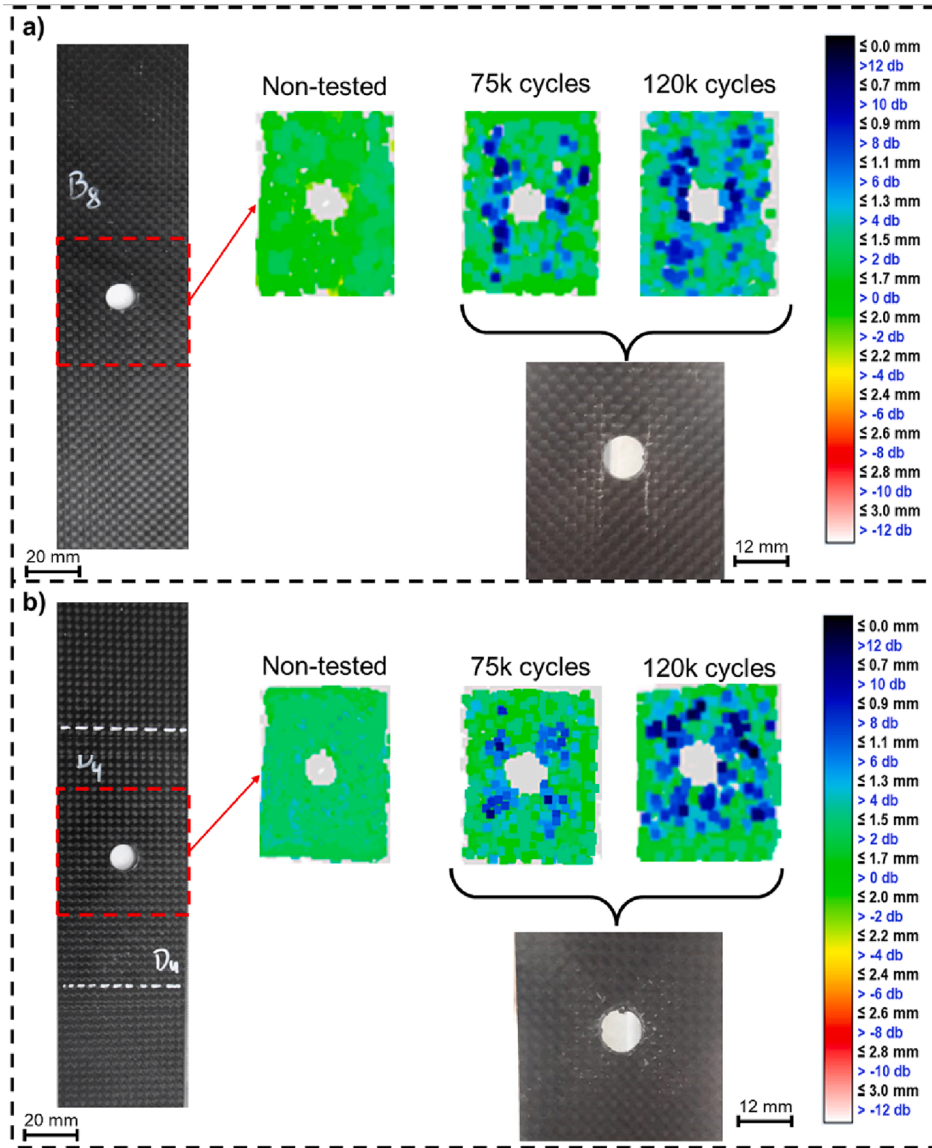 a)
Non-tested
75k cycles
120k cycles
B8
20 mm
12 mm
≤ 0.0 mm
>12 db
≤ 0.7 mm
> 10 db
≤ 0.9 mm
> 8 db
≤ 1.1 mm
> 6 db
≤ 1.3 mm
> 4 db
≤ 1.5 mm
> 2 db
≤ 1.7 mm
> 0 db
≤ 2.0 mm
> -2 db
≤ 2.2 mm
> -4 db
≤ 2.4 mm
> -6 db
≤ 2.6 mm
> -8 db
≤ 2.8 mm
> -10 db
≤ 3.0 mm
> -12 db
b)
Non-tested
75k cycles
120k cycles
D4
D4
20 mm
12 mm
≤ 0.0 mm
>12 db
≤ 0.7 mm
> 10 db
≤ 0.9 mm
> 8 db
≤ 1.1 mm
> 6 db
≤ 1.3 mm
> 4 db
≤ 1.5 mm
> 2 db
≤ 1.7 mm
> 0 db
≤ 2.0 mm
> -2 db
≤ 2.2 mm
> -4 db
≤ 2.4 mm
> -6 db
≤ 2.6 mm
> -8 db
≤ 2.8 mm
> -10 db
≤ 3.0 mm
> -12 db